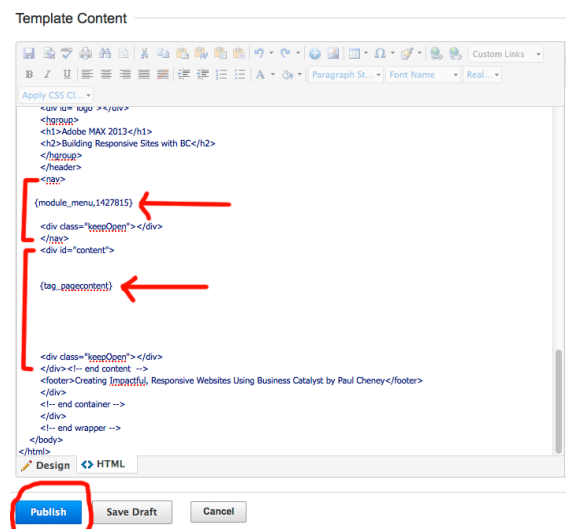 Template Content
Custom Links
B I U A Paragraph St... Font Name Real...
Apply CSS Cl...
<div id="logo"></div>
<hgroup>
<h1>Adobe MAX 2013</h1>
<h2>Building Responsive Sites with BC</h2>
</hgroup>
</header>
<nav>
{module_menu,1427815}
<div class="keepOpen"></div>
</nav>
<div id="content">
{tag_pagecontent}
<div class="keepOpen"></div>
</div><!-- end content -->
<footer>Creating Impactful, Responsive Websites Using Business Catalyst by Paul Cheney</footer>
</div>
<!-- end container -->
</div>
<!-- end wrapper -->
</body>
</html>
Design HTML
Publish Save Draft Cancel